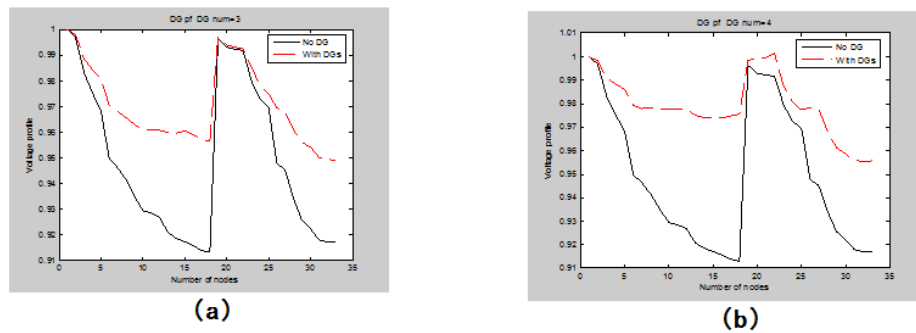 DG pf DG num=3
No DG
With DGs
Voltage profile
1
0.99
0.98
0.97
0.96
0.95
0.94
0.93
0.92
0.91
0 5 10 15 20 25 30 35
Number of nodes
(a)
DG pf DG num=4
No DG
With DGs
Voltage profile
1.01
1
0.99
0.98
0.97
0.96
0.95
0.94
0.93
0.92
0.91
0 5 10 15 20 25 30 35
Number of nodes
(b)